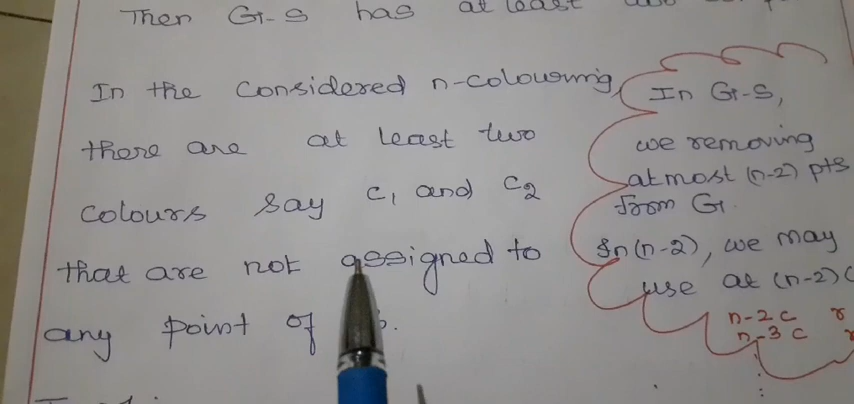 Then G-S has at least
In the considered n-colouring,
there are at least two
colours say c₁ and c₂
that are not assigned to
any point of
In G-S,
we removing
atmost (n-2) pts
from G.
In (n-2), we may
use at (n-2)
n-2 c
n-3 c